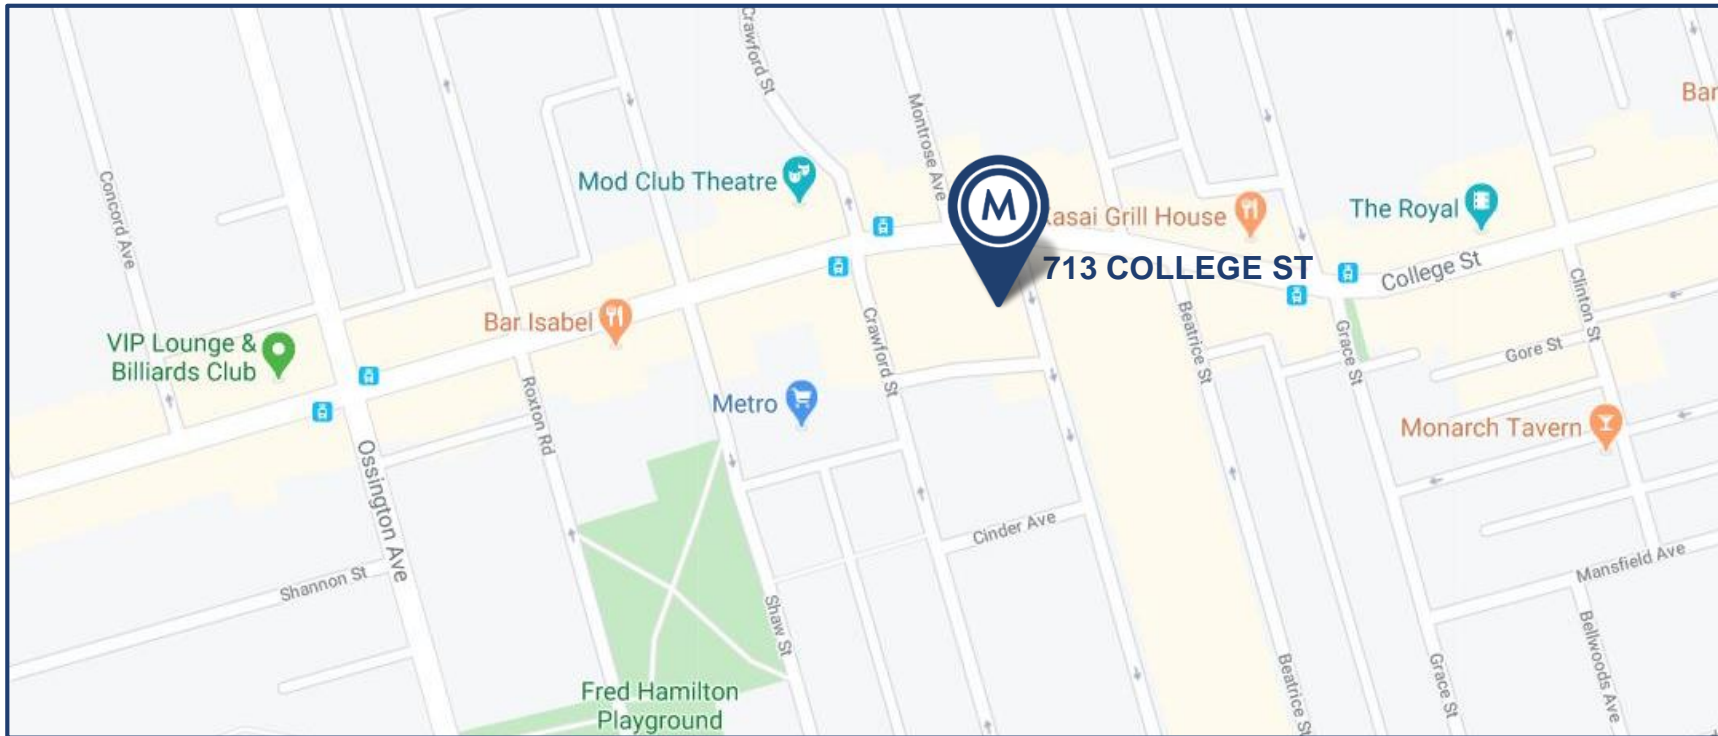 Crawford St
Montrose Ave
Bar
Concord Ave
Mod Club Theatre
M
Kasai Grill House
The Royal
713 COLLEGE ST
College St
Clinton St
VIP Lounge &
Billiards Club
Bar Isabel
Crawford St
Beatrice St
Grace St
Gore St
Roxton Rd
Metro
Monarch Tavern
Ossington Ave
Cinder Ave
Shannon St
Mansfield Ave
Shaw St
Bellwoods Ave
Beatrice St
Grace St
Fred Hamilton
Playground